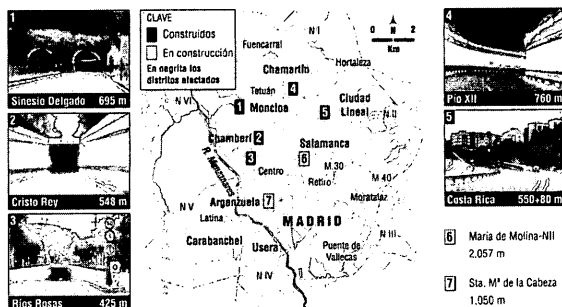 1
Sinesio Delgado 695 m
2
Cristo Rey 548 m
3
Ríos Rosas 425 m
CLAVE
Construidos
En construcción
En negrita los
distritos afectados
N I
0 N 2
Km
Fuencarral
Hortaleza
Chamartín
Tetuán
4
N VI
1 Moncloa
5
Ciudad
Lineal
N II
Chamberí 2
Salamanca
3
6
Centro
M 30
M 40
Retiro
R. Manzanares
Moratalaz
Arganzuela 7
N V
Latina
MADRID
Carabanchel
Usera
N III
Puente de
Vallecas
N IV
4
Pío XII 760 m
5
Costa Rica 550+80 m
6 María de Molina-NII
2.057 m
7 Sta. Mª de la Cabeza
1.950 m